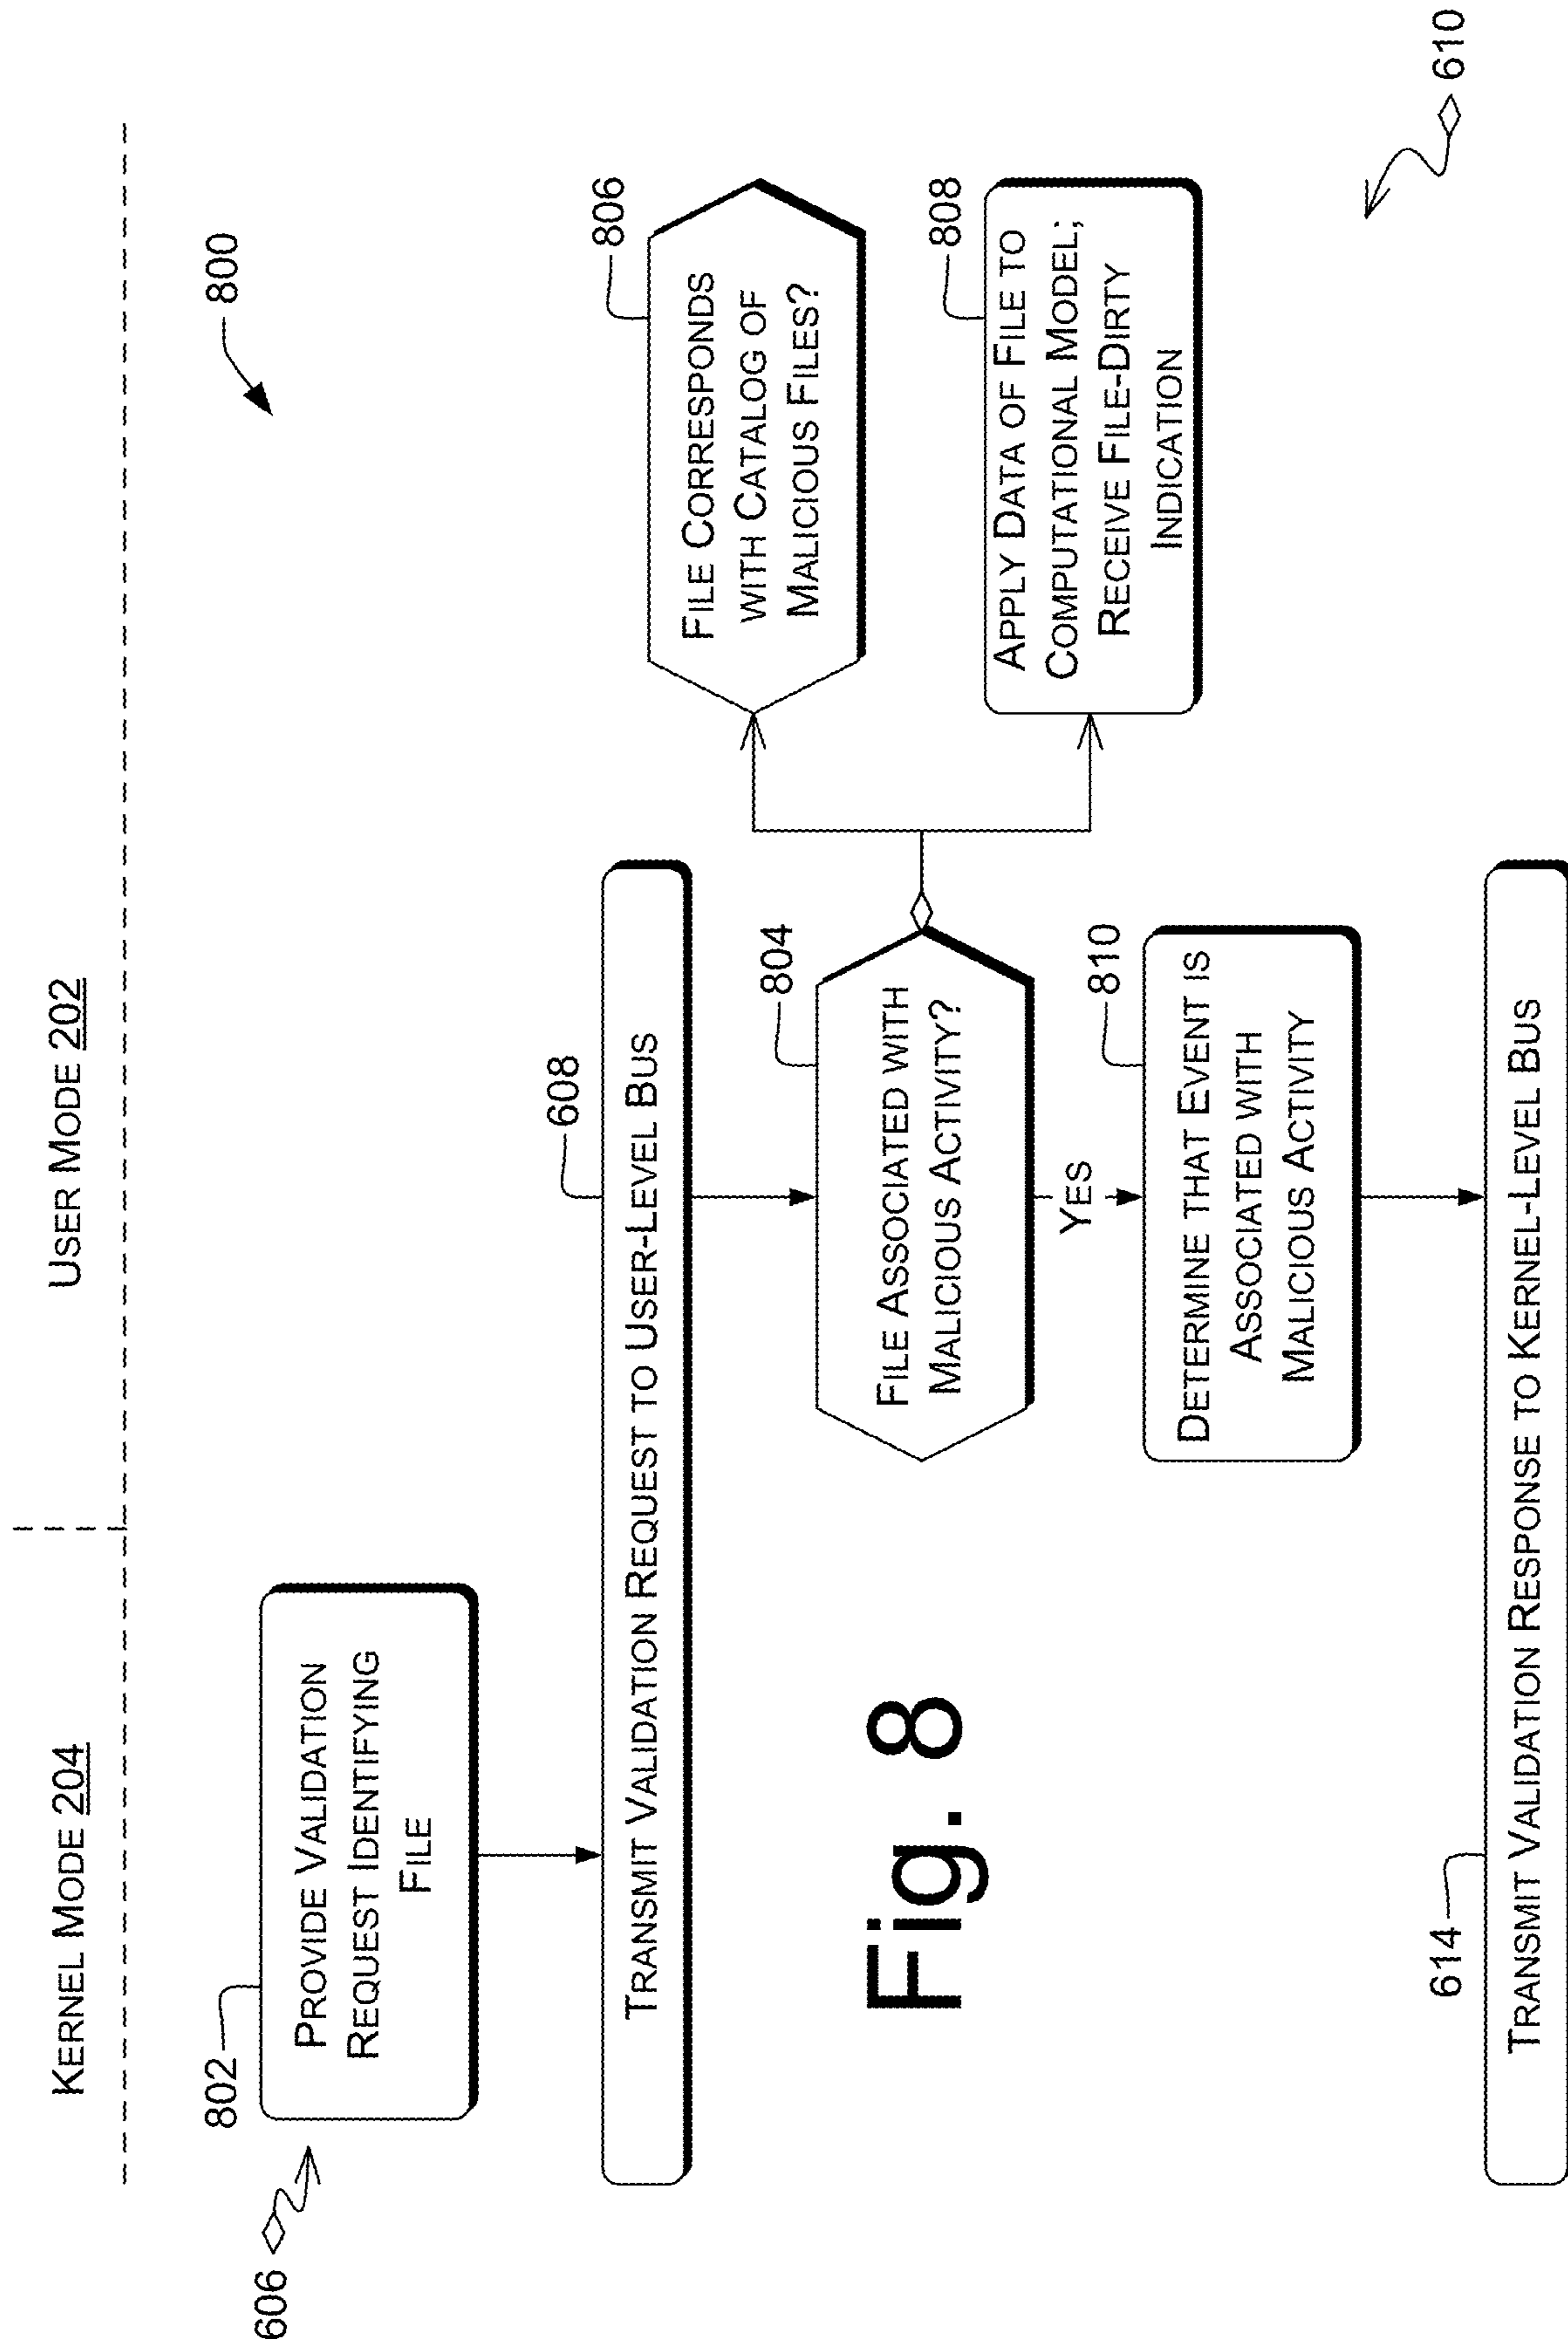 KERNEL MODE 204
USER MODE 202
800
606
802
PROVIDE VALIDATION
REQUEST IDENTIFYING
FILE
608
TRANSMIT VALIDATION REQUEST TO USER-LEVEL BUS
804
FILE ASSOCIATED WITH
MALICIOUS ACTIVITY?
806
FILE CORRESPONDS
WITH CATALOG OF
MALICIOUS FILES?
808
APPLY DATA OF FILE TO
COMPUTATIONAL MODEL;
RECEIVE FILE-DIRTY
INDICATION
YES
810
DETERMINE THAT EVENT IS
ASSOCIATED WITH
MALICIOUS ACTIVITY
610
614
TRANSMIT VALIDATION RESPONSE TO KERNEL-LEVEL BUS
Fig. 8